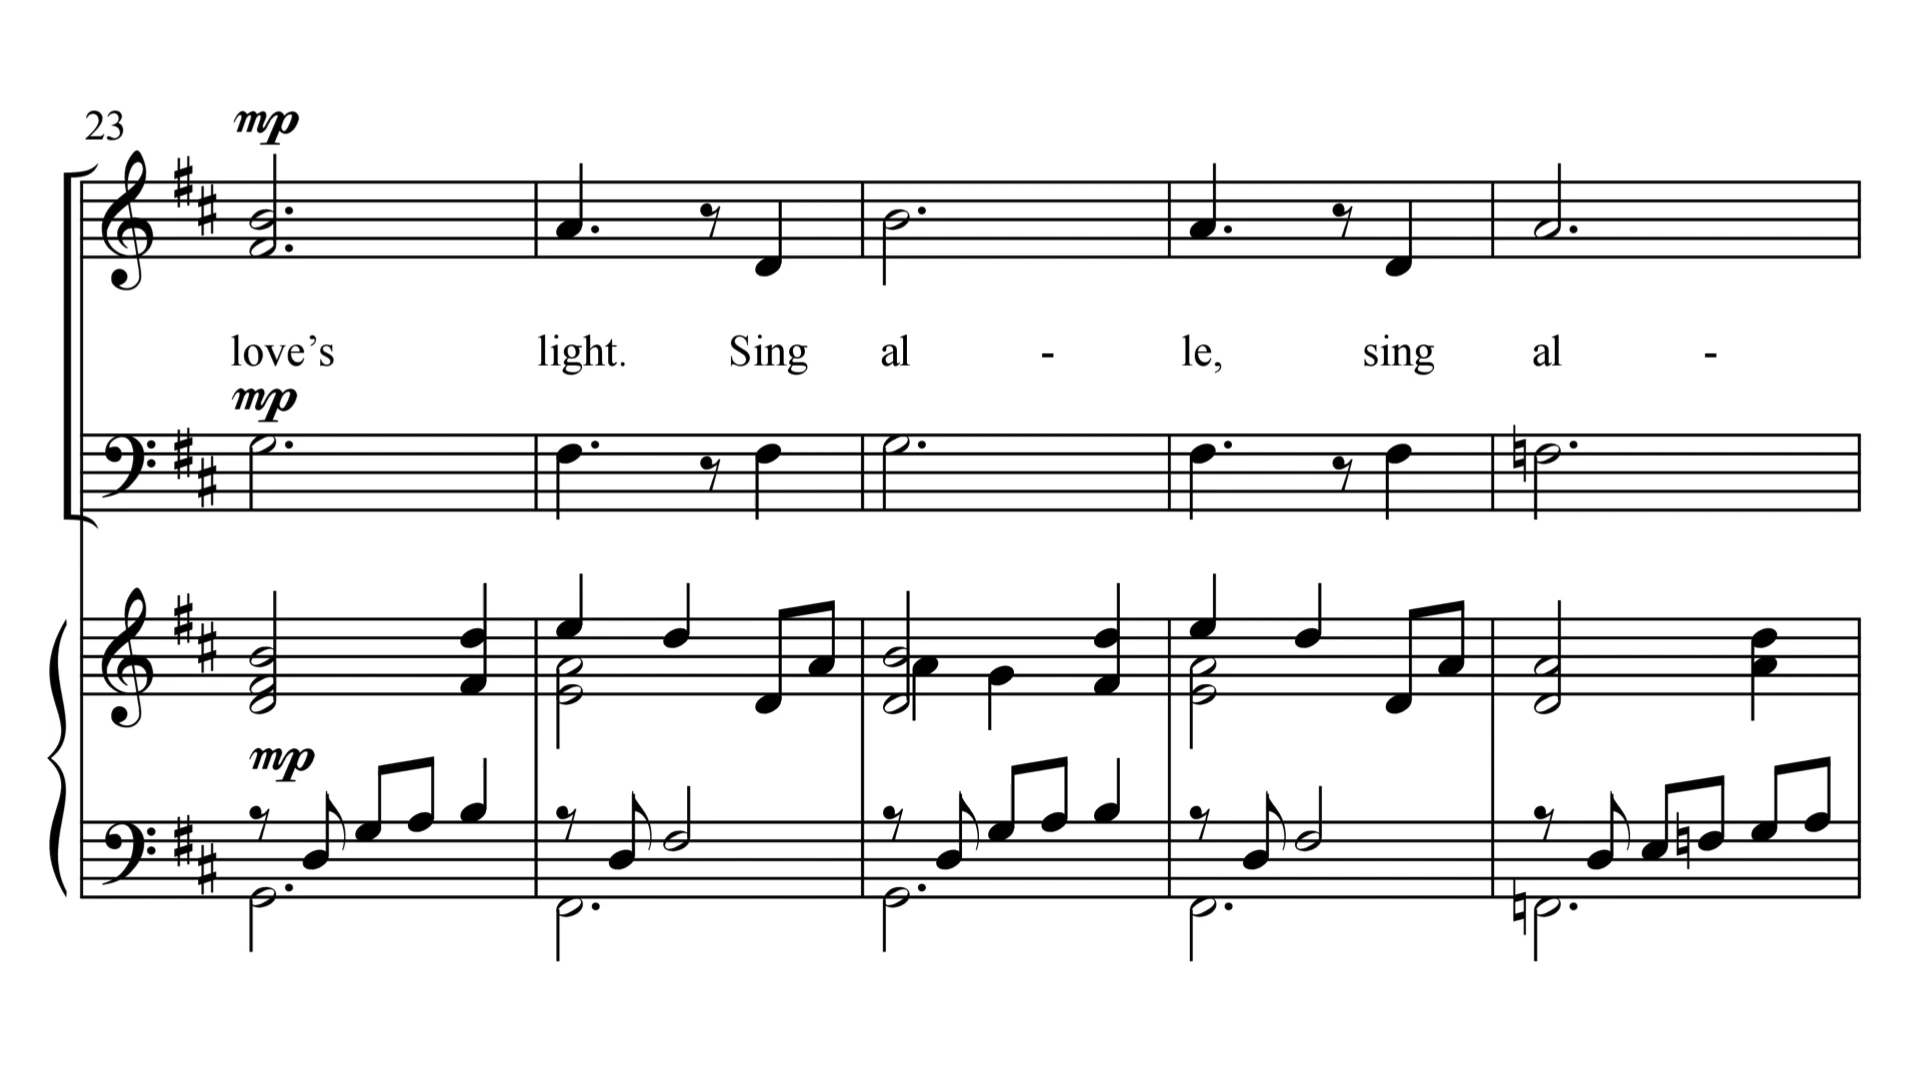 23 mp
love’s light. Sing al - le, sing al -
mp
mp